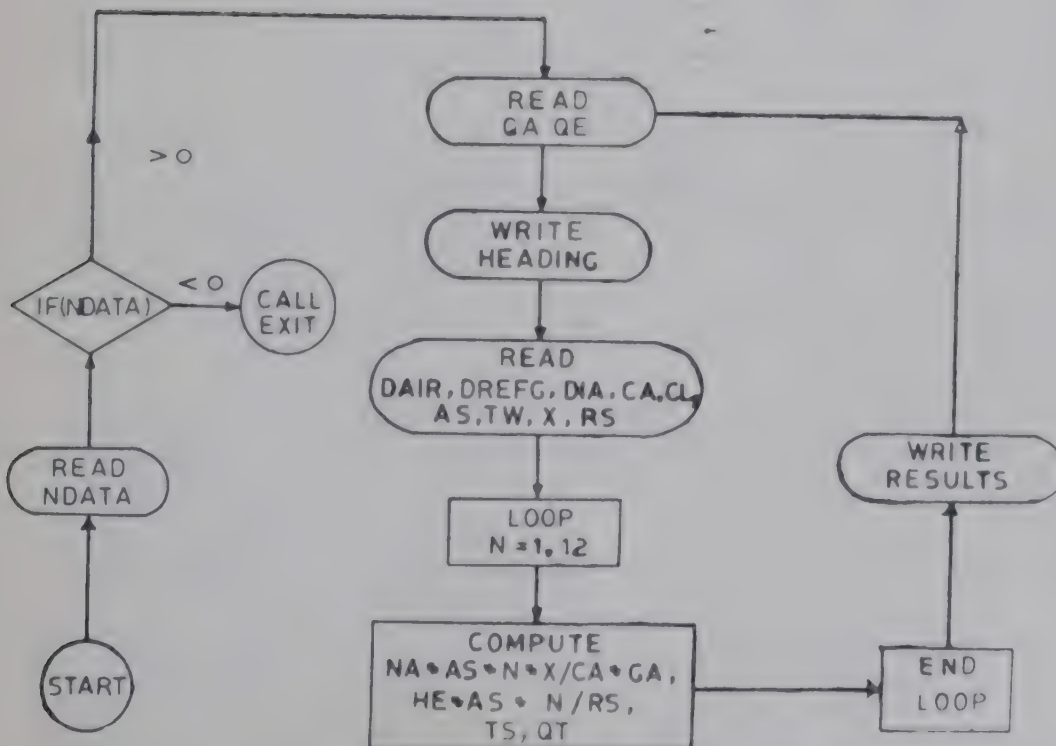 READ
GA QE
WRITE
HEADING
READ
DAIR, DREFG, DIA, CA, CL,
AS, TW, X, RS
LOOP
N = 1, 12
COMPUTE
NA*AS*N*X/CA*GA,
HE*AS*N/RS,
TS, QT
END
LOOP
WRITE
RESULTS
> 0
< 0
IF(NDATA)
CALL
EXIT
READ
NDATA
START